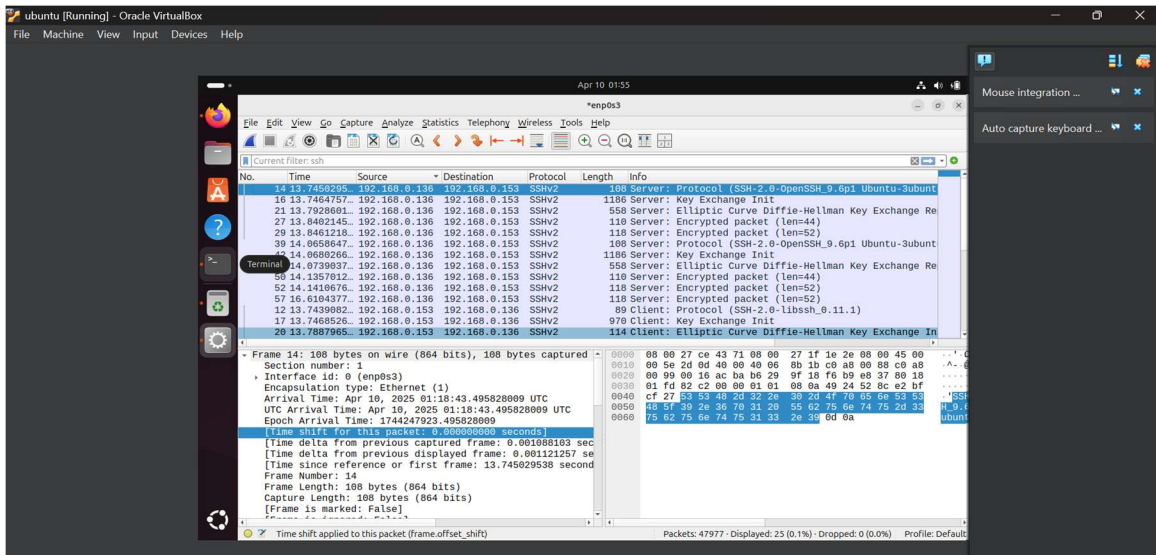 ubuntu [Running] - Oracle VirtualBox
File Machine View Input Devices Help
Mouse integration ...
Auto capture keyboard ...
Apr 10 01:55
*enp0s3
File Edit View Go Capture Analyze Statistics Telephony Wireless Tools Help
Current filter: ssh
No. Time Source Destination Protocol Length Info
14 13.7450295… 192.168.0.136 192.168.0.153 SSHv2 108 Server: Protocol (SSH-2.0-OpenSSH_9.6p1 Ubuntu-3ubunt
16 13.7464757… 192.168.0.136 192.168.0.153 SSHv2 1186 Server: Key Exchange Init
21 13.7928601… 192.168.0.136 192.168.0.153 SSHv2 558 Server: Elliptic Curve Diffie-Hellman Key Exchange Re
27 13.8402145… 192.168.0.136 192.168.0.153 SSHv2 110 Server: Encrypted packet (len=44)
29 13.8461218… 192.168.0.136 192.168.0.153 SSHv2 118 Server: Encrypted packet (len=52)
39 14.0658647… 192.168.0.136 192.168.0.153 SSHv2 108 Server: Protocol (SSH-2.0-OpenSSH_9.6p1 Ubuntu-3ubunt
14.0680266… 192.168.0.136 192.168.0.153 SSHv2 1186 Server: Key Exchange Init
Terminal 14.0739037… 192.168.0.136 192.168.0.153 SSHv2 558 Server: Elliptic Curve Diffie-Hellman Key Exchange Re
50 14.1357012… 192.168.0.136 192.168.0.153 SSHv2 110 Server: Encrypted packet (len=44)
52 14.1410676… 192.168.0.136 192.168.0.153 SSHv2 118 Server: Encrypted packet (len=52)
57 16.6104377… 192.168.0.136 192.168.0.153 SSHv2 118 Server: Encrypted packet (len=52)
12 13.7439082… 192.168.0.153 192.168.0.136 SSHv2 89 Client: Protocol (SSH-2.0-libssh_0.11.1)
17 13.7468526… 192.168.0.153 192.168.0.136 SSHv2 970 Client: Key Exchange Init
20 13.7887965… 192.168.0.153 192.168.0.136 SSHv2 114 Client: Elliptic Curve Diffie-Hellman Key Exchange In
Frame 14: 108 bytes on wire (864 bits), 108 bytes captured
Section number: 1
Interface id: 0 (enp0s3)
Encapsulation type: Ethernet (1)
Arrival Time: Apr 10, 2025 01:18:43.495828009 UTC
UTC Arrival Time: Apr 10, 2025 01:18:43.495828009 UTC
Epoch Arrival Time: 1744247923.495828009
[Time shift for this packet: 0.000000000 seconds]
[Time delta from previous captured frame: 0.001088103 sec
[Time delta from previous displayed frame: 0.001121257 se
[Time since reference or first frame: 13.745029538 second
Frame Number: 14
Frame Length: 108 bytes (864 bits)
Capture Length: 108 bytes (864 bits)
[Frame is marked: False]
0000 08 00 27 ce 43 71 08 00 27 1f 1e 2e 08 00 45 00
0010 00 5e 2d 0d 40 00 40 06 8b 1b c0 a8 00 88 c0 a8
0020 00 99 00 16 ac ba b6 29 9f 18 f6 b9 e8 37 80 18
0030 01 fd 82 c2 00 00 01 01 08 0a 49 24 52 8c e2 bf
0040 cf 27 53 53 48 2d 32 2e 30 2d 4f 70 65 6e 53 53 ·'SSH
0050 48 5f 39 2e 36 70 31 20 55 62 75 6e 74 75 2d 33 H_9.6
0060 75 62 75 6e 74 75 31 33 2e 39 0d 0a ubunt
Time shift applied to this packet (frame.offset_shift) Packets: 47977 · Displayed: 25 (0.1%) · Dropped: 0 (0.0%) Profile: Default